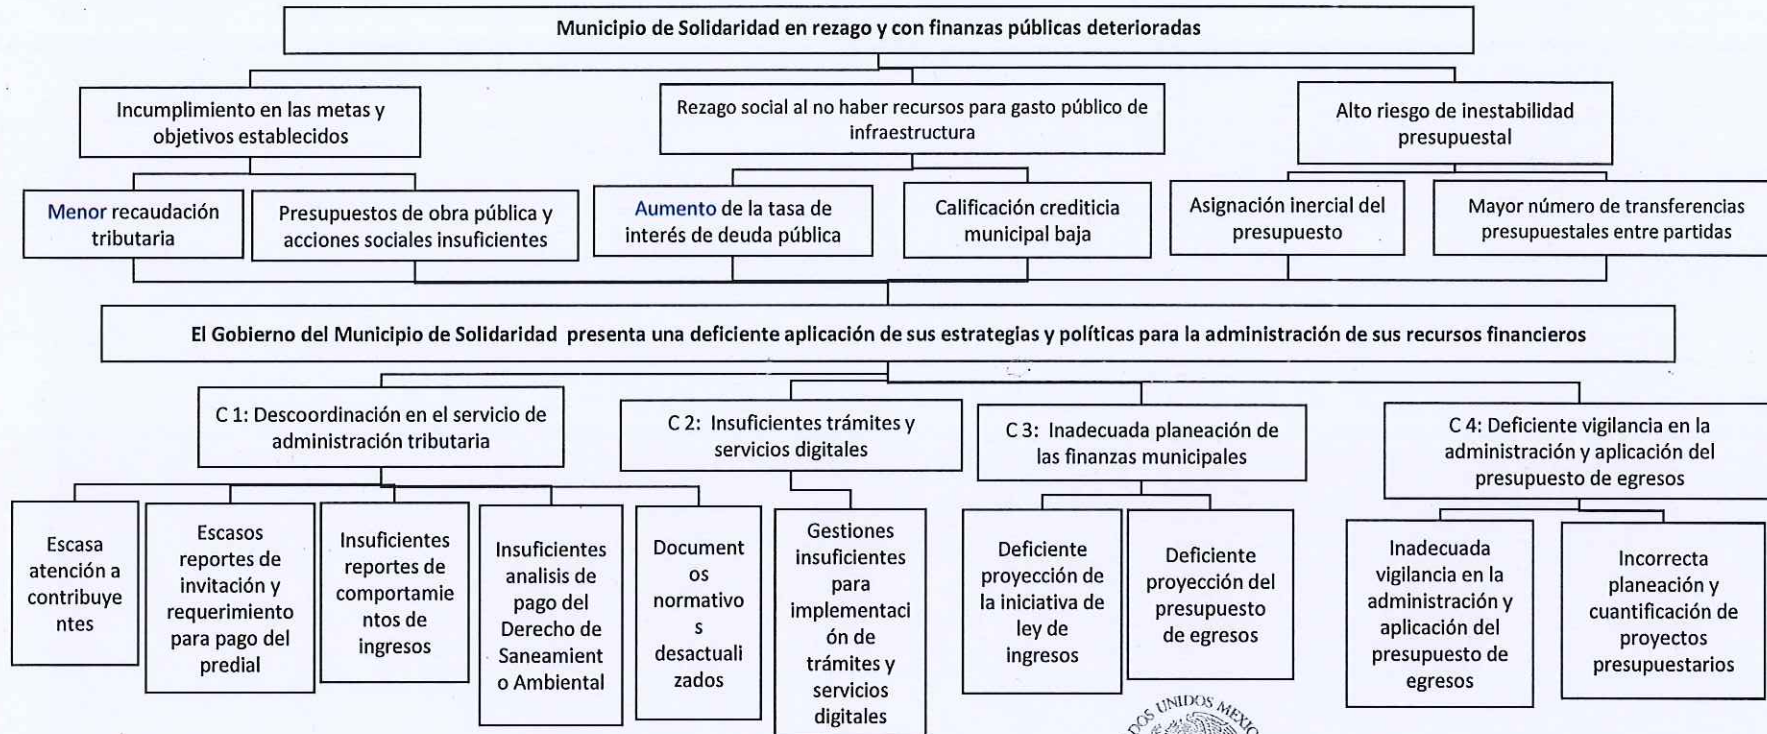 Municipio de Solidaridad en rezago y con finanzas públicas deterioradas
Incumplimiento en las metas y
objetivos establecidos
Rezago social al no haber recursos para gasto público de
infraestructura
Alto riesgo de inestabilidad
presupuestal
Menor recaudación
tributaria
Presupuestos de obra pública y
acciones sociales insuficientes
Aumento de la tasa de
interés de deuda pública
Calificación crediticia
municipal baja
Asignación inercial del
presupuesto
Mayor número de transferencias
presupuestales entre partidas
El Gobierno del Municipio de Solidaridad presenta una deficiente aplicación de sus estrategias y políticas para la administración de sus recursos financieros
C 1: Descoordinación en el servicio de
administración tributaria
C 2: Insuficientes trámites y
servicios digitales
C 3: Inadecuada planeación de
las finanzas municipales
C 4: Deficiente vigilancia en la
administración y aplicación del
presupuesto de egresos
Escasa
atención a
contribuye
ntes
Escasos
reportes de
invitación y
requerimiento
para pago del
predial
Insuficientes
reportes de
comportamie
ntos de
ingresos
Insuficientes
analisis de
pago del
Derecho de
Saneamient
o Ambiental
Document
os
normativo
s
desactuali
zados
Gestiones
insuficientes
para
implementaci
ón de
trámites y
servicios
digitales
Deficiente
proyección de
la iniciativa de
ley de
ingresos
Deficiente
proyección del
presupuesto
de egresos
Inadecuada
vigilancia en la
administración y
aplicación del
presupuesto de
egresos
Incorrecta
planeación y
cuantificación de
proyectos
presupuestarios
DOS UNIDOS MEXIC